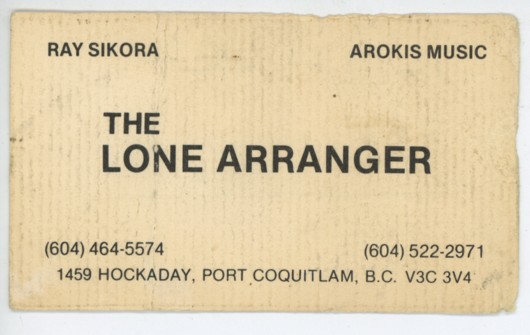 RAY SIKORA AROKIS MUSIC
THE
LONE ARRANGER
(604) 464-5574 (604) 522-2971
1459 HOCKADAY, PORT COQUITLAM, B.C. V3C 3V4